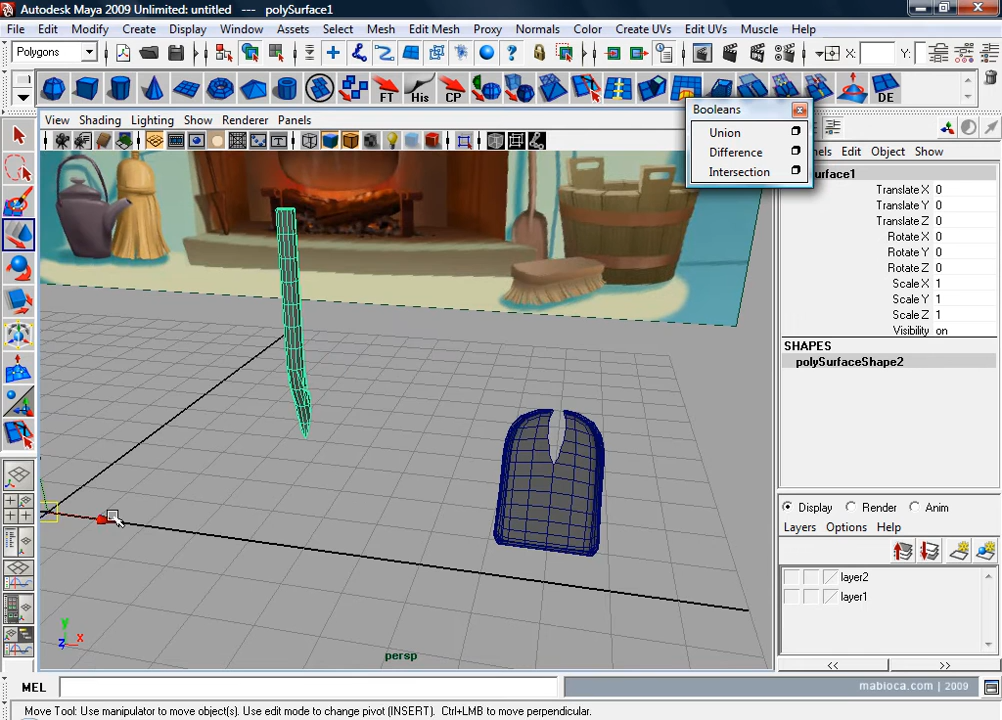 Autodesk Maya 2009 Unlimited: untitled --- polySurface1
File Edit Modify Create Display Window Assets Select Mesh Edit Mesh Proxy Normals Color Create UVs Edit UVs Muscle Help
Polygons X: Y:
FT His CP DE
Booleans
Union
Difference
Intersection
View Shading Lighting Show Renderer Panels
nels Edit Object Show
Surface1
Translate X 0
Translate Y 0
Translate Z 0
Rotate X 0
Rotate Y 0
Rotate Z 0
Scale X 1
Scale Y 1
Scale Z 1
Visibility on
SHAPES
polySurfaceShape2
Display Render Anim
Layers Options Help
layer2
layer1
<< >>
y
z x
persp
MEL
mabioca.com | 2009
Move Tool: Use manipulator to move object(s). Use edit mode to change pivot (INSERT). Ctrl+LMB to move perpendicular.